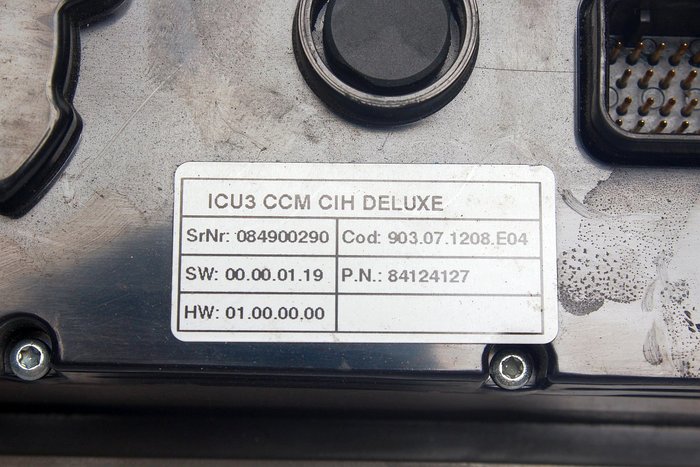 ICU3 CCM CIH DELUXE
SrNr: 084900290 Cod: 903.07.1208.E04
SW: 00.00.01.19 P.N.: 84124127
HW: 01.00.00.00